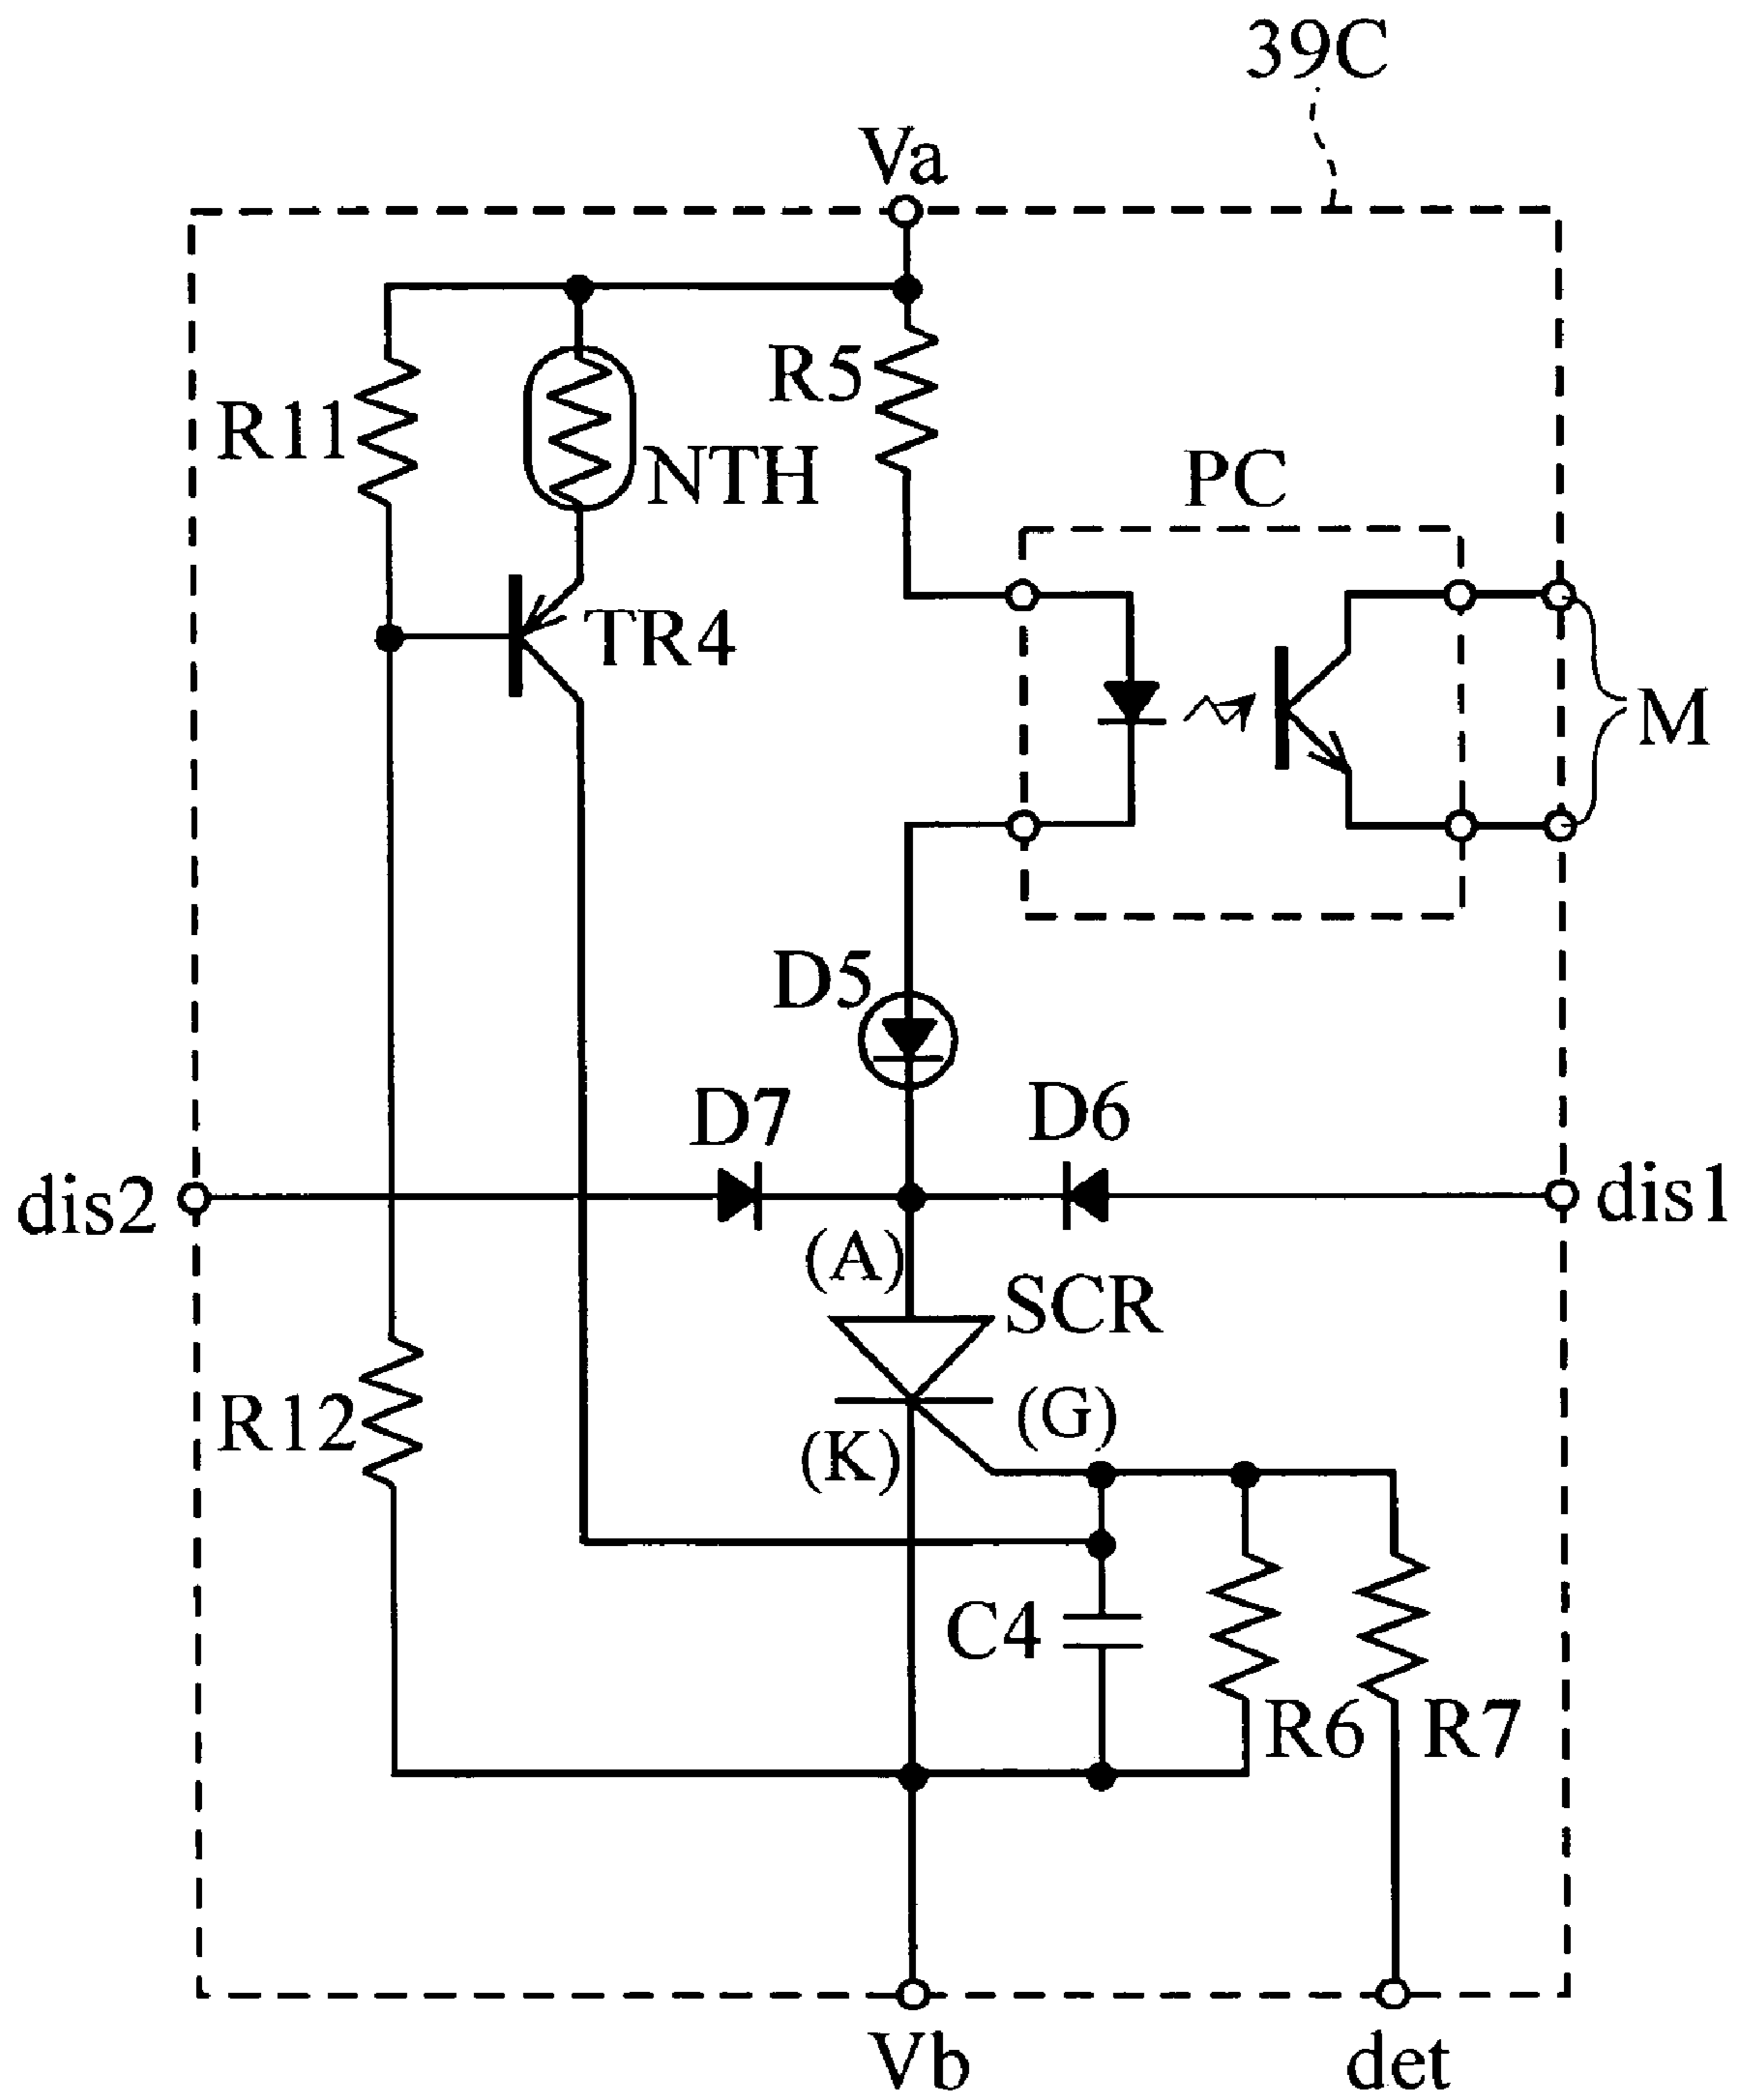 39C
Va
R11
NTH
R5
PC
TR4
M
D5
D7
D6
dis2
dis1
(A)
SCR
R12
(G)
(K)
C4
R6
R7
Vb
det